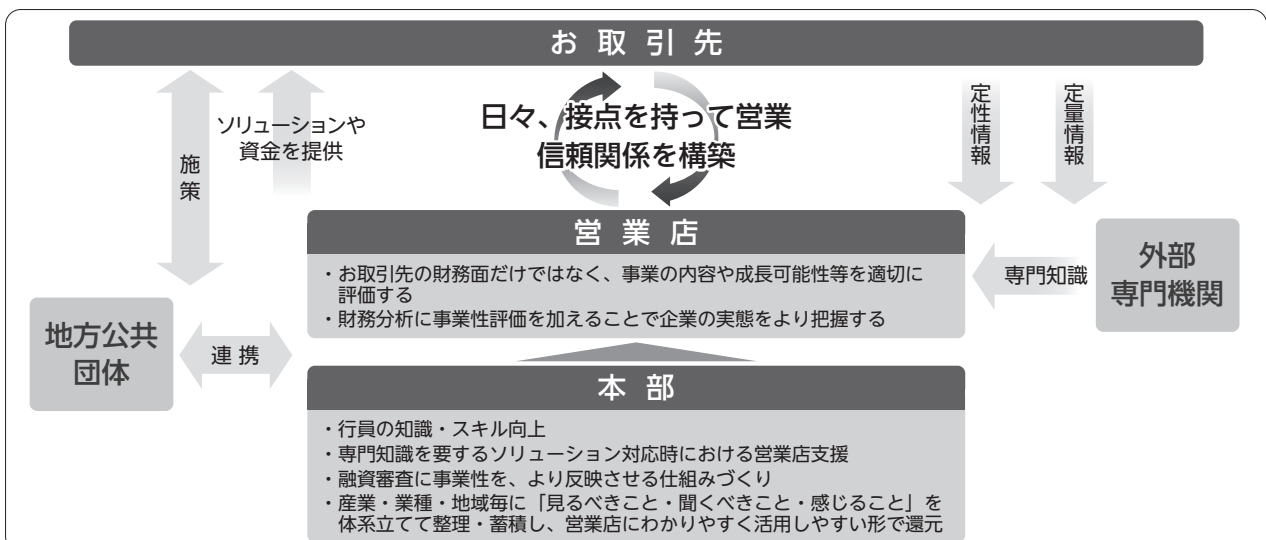 お取引先
施策
ソリューションや
資金を提供
日々、接点を持って営業
信頼関係を構築
定性情報
定量情報
営業店
・お取引先の財務面だけではなく、事業の内容や成長可能性等を適切に
評価する
・財務分析に事業性評価を加えることで企業の実態をより把握する
専門知識
外部
専門機関
地方公共
団体
連携
本部
・行員の知識・スキル向上
・専門知識を要するソリューション対応時における営業店支援
・融資審査に事業性を、より反映させる仕組みづくり
・産業・業種・地域毎に「見るべきこと・聞くべきこと・感じること」を
体系立てて整理・蓄積し、営業店にわかりやすく活用しやすい形で還元